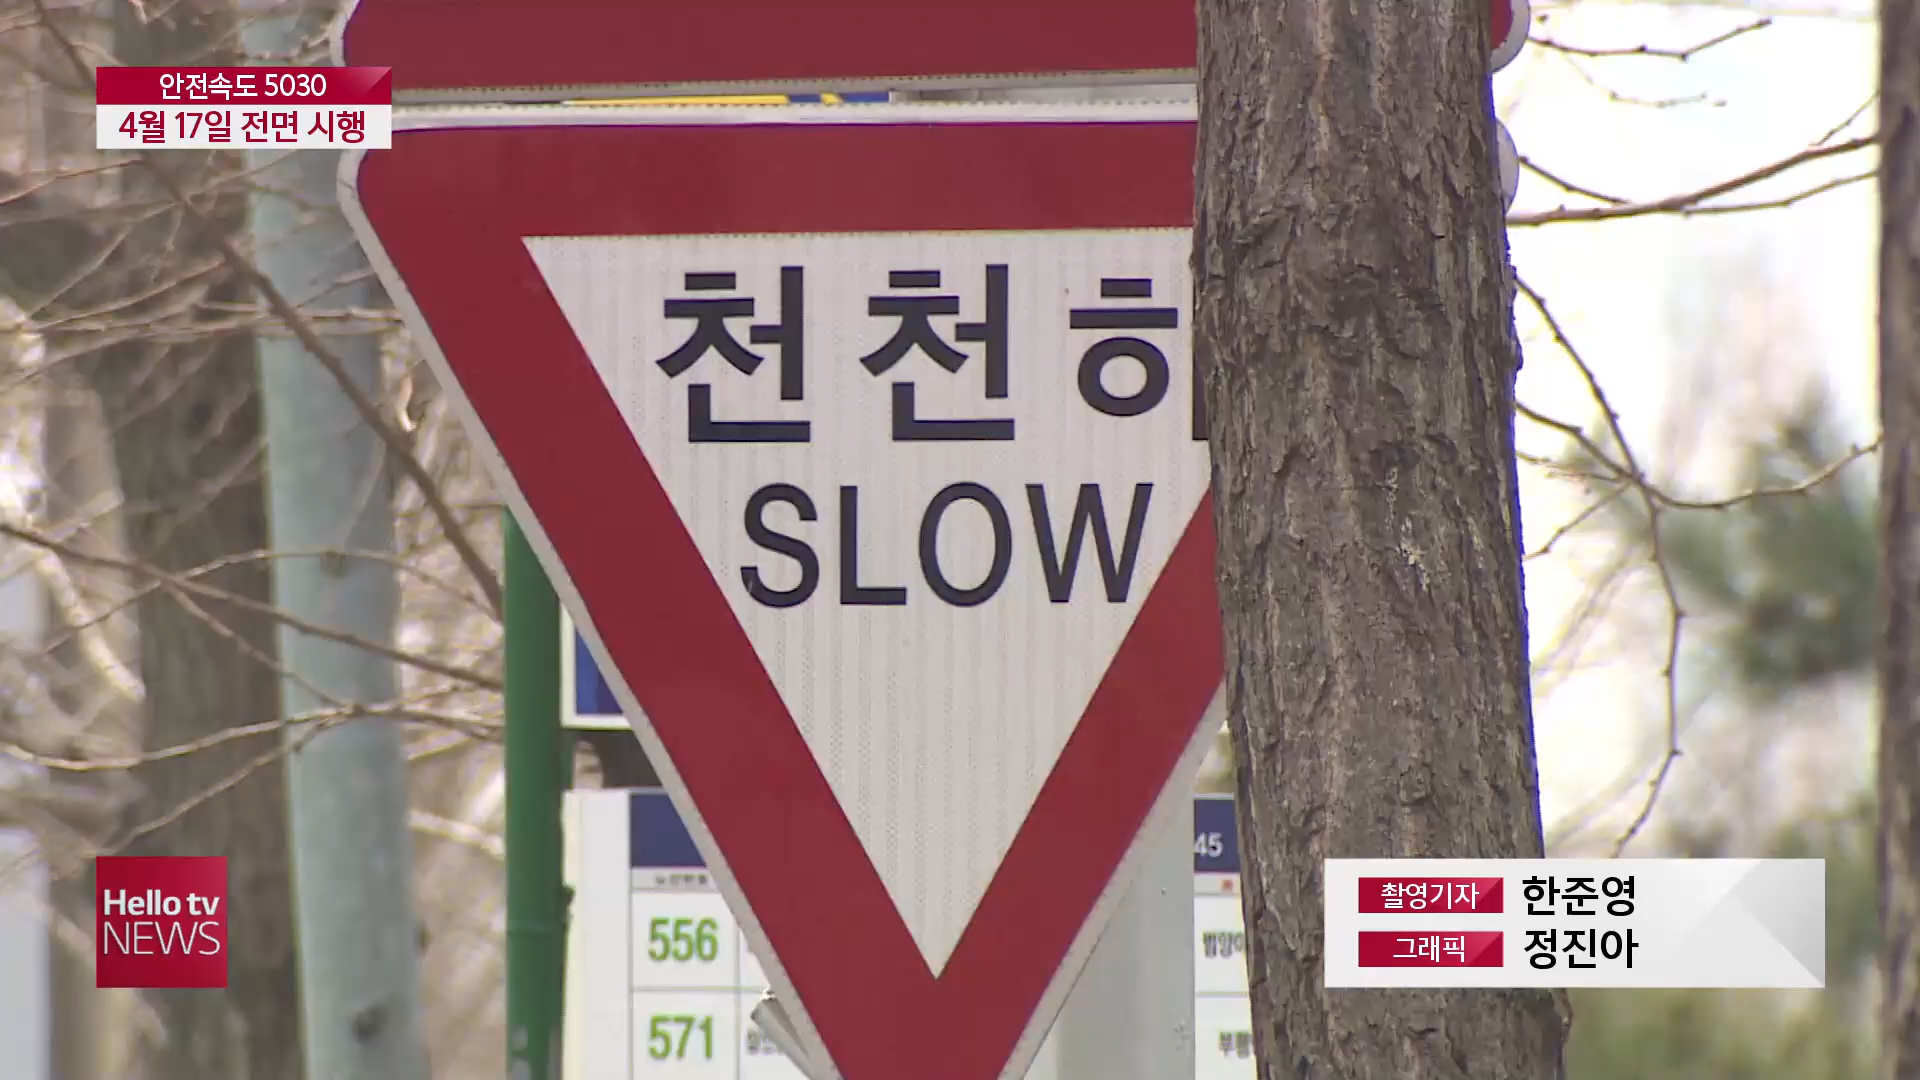 안전속도 5030
4월 17일 전면 시행
천천히
SLOW
45
556
571
Hello tv
NEWS
촬영기자 한준영
그래픽 정진아